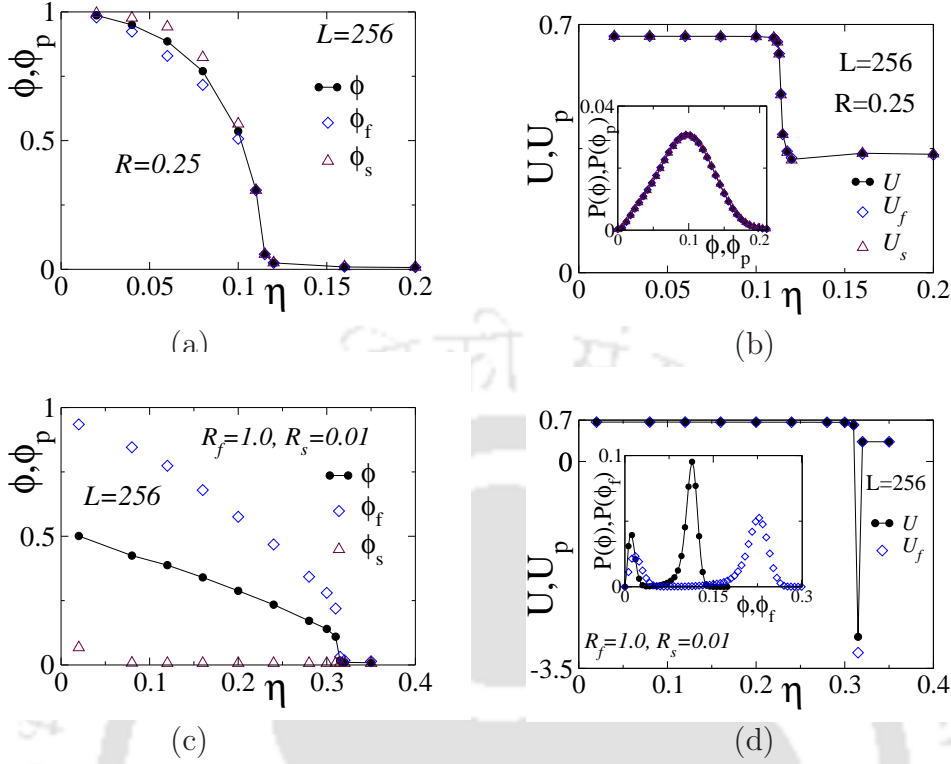 1
0.5
0
0.05
0.1
0.15
0.2
η
ϕ,ϕ_p
L=256
ϕ
ϕ_f
ϕ_s
R=0.25
(a)
0.7
0
0
0.05
0.1
0.15
0.2
η
U,U_p
L=256
R=0.25
U
U_f
U_s
0.04
0
0
0.1
0.2
ϕ,ϕ_p
P(ϕ),P(ϕ_p)
(b)
1
0.5
0
0.1
0.2
0.3
0.4
η
ϕ,ϕ_p
R_f=1.0, R_s=0.01
L=256
ϕ
ϕ_f
ϕ_s
(c)
0.7
0
-3.5
0
0.1
0.2
0.3
0.4
η
U,U_p
L=256
U
U_f
0.1
0
0
0.15
0.3
ϕ,ϕ_f
P(ϕ),P(ϕ_f)
R_f=1.0, R_s=0.01
(d)